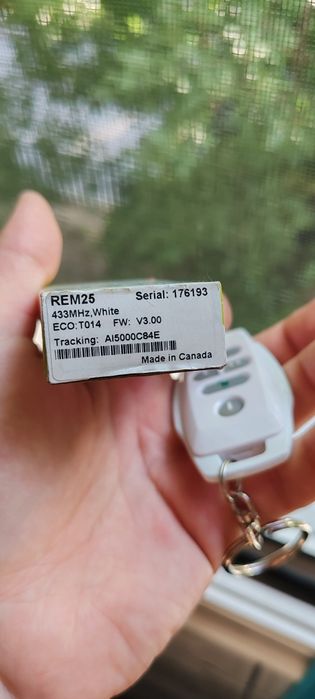 REM25 Serial: 176193
433MHz,White
ECO:T014 FW: V3.00
Tracking: AI5000C84E
Made in Canada